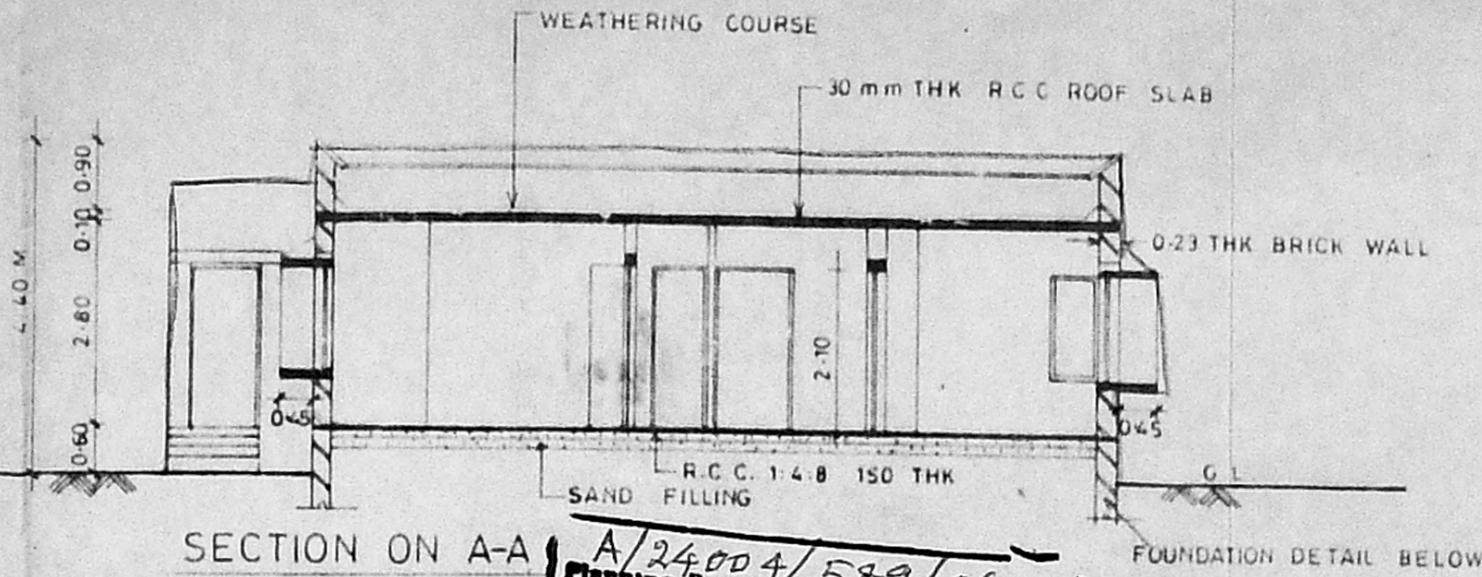 WEATHERING COURSE
30 mm THK R.C.C ROOF SLAB
0.90
0.10
2.80
0.60
0.23 THK BRICK WALL
2.10
0.45
0.45
R.C.C. 1:4:8 150 THK
SAND FILLING
G L
SECTION ON A-A
A/24004/589/
FOUNDATION DETAIL BELOW